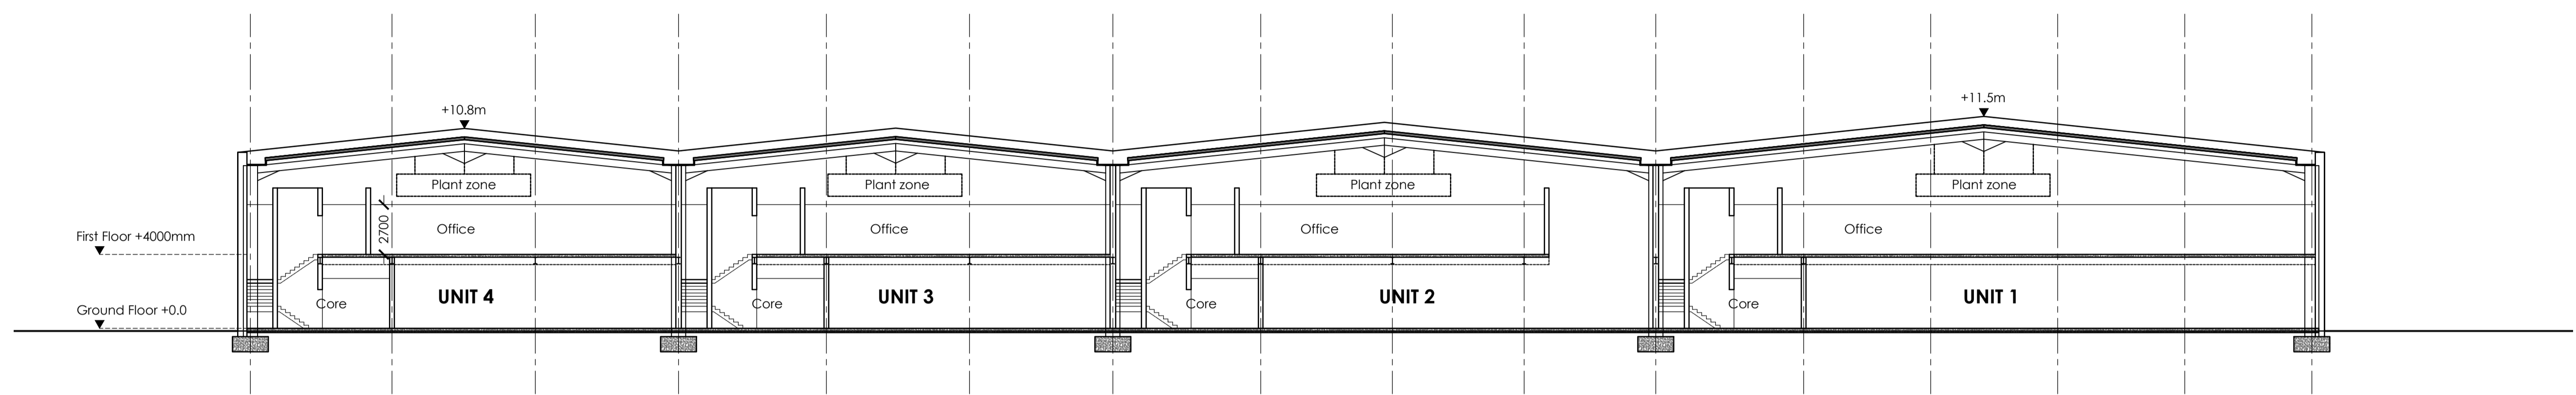 +10.8m
+11.5m
Plant zone
Plant zone
Plant zone
Plant zone
2700
Office
Office
Office
Office
First Floor +4000mm
UNIT 4
UNIT 3
UNIT 2
UNIT 1
Core
Core
Core
Core
Ground Floor +0.0